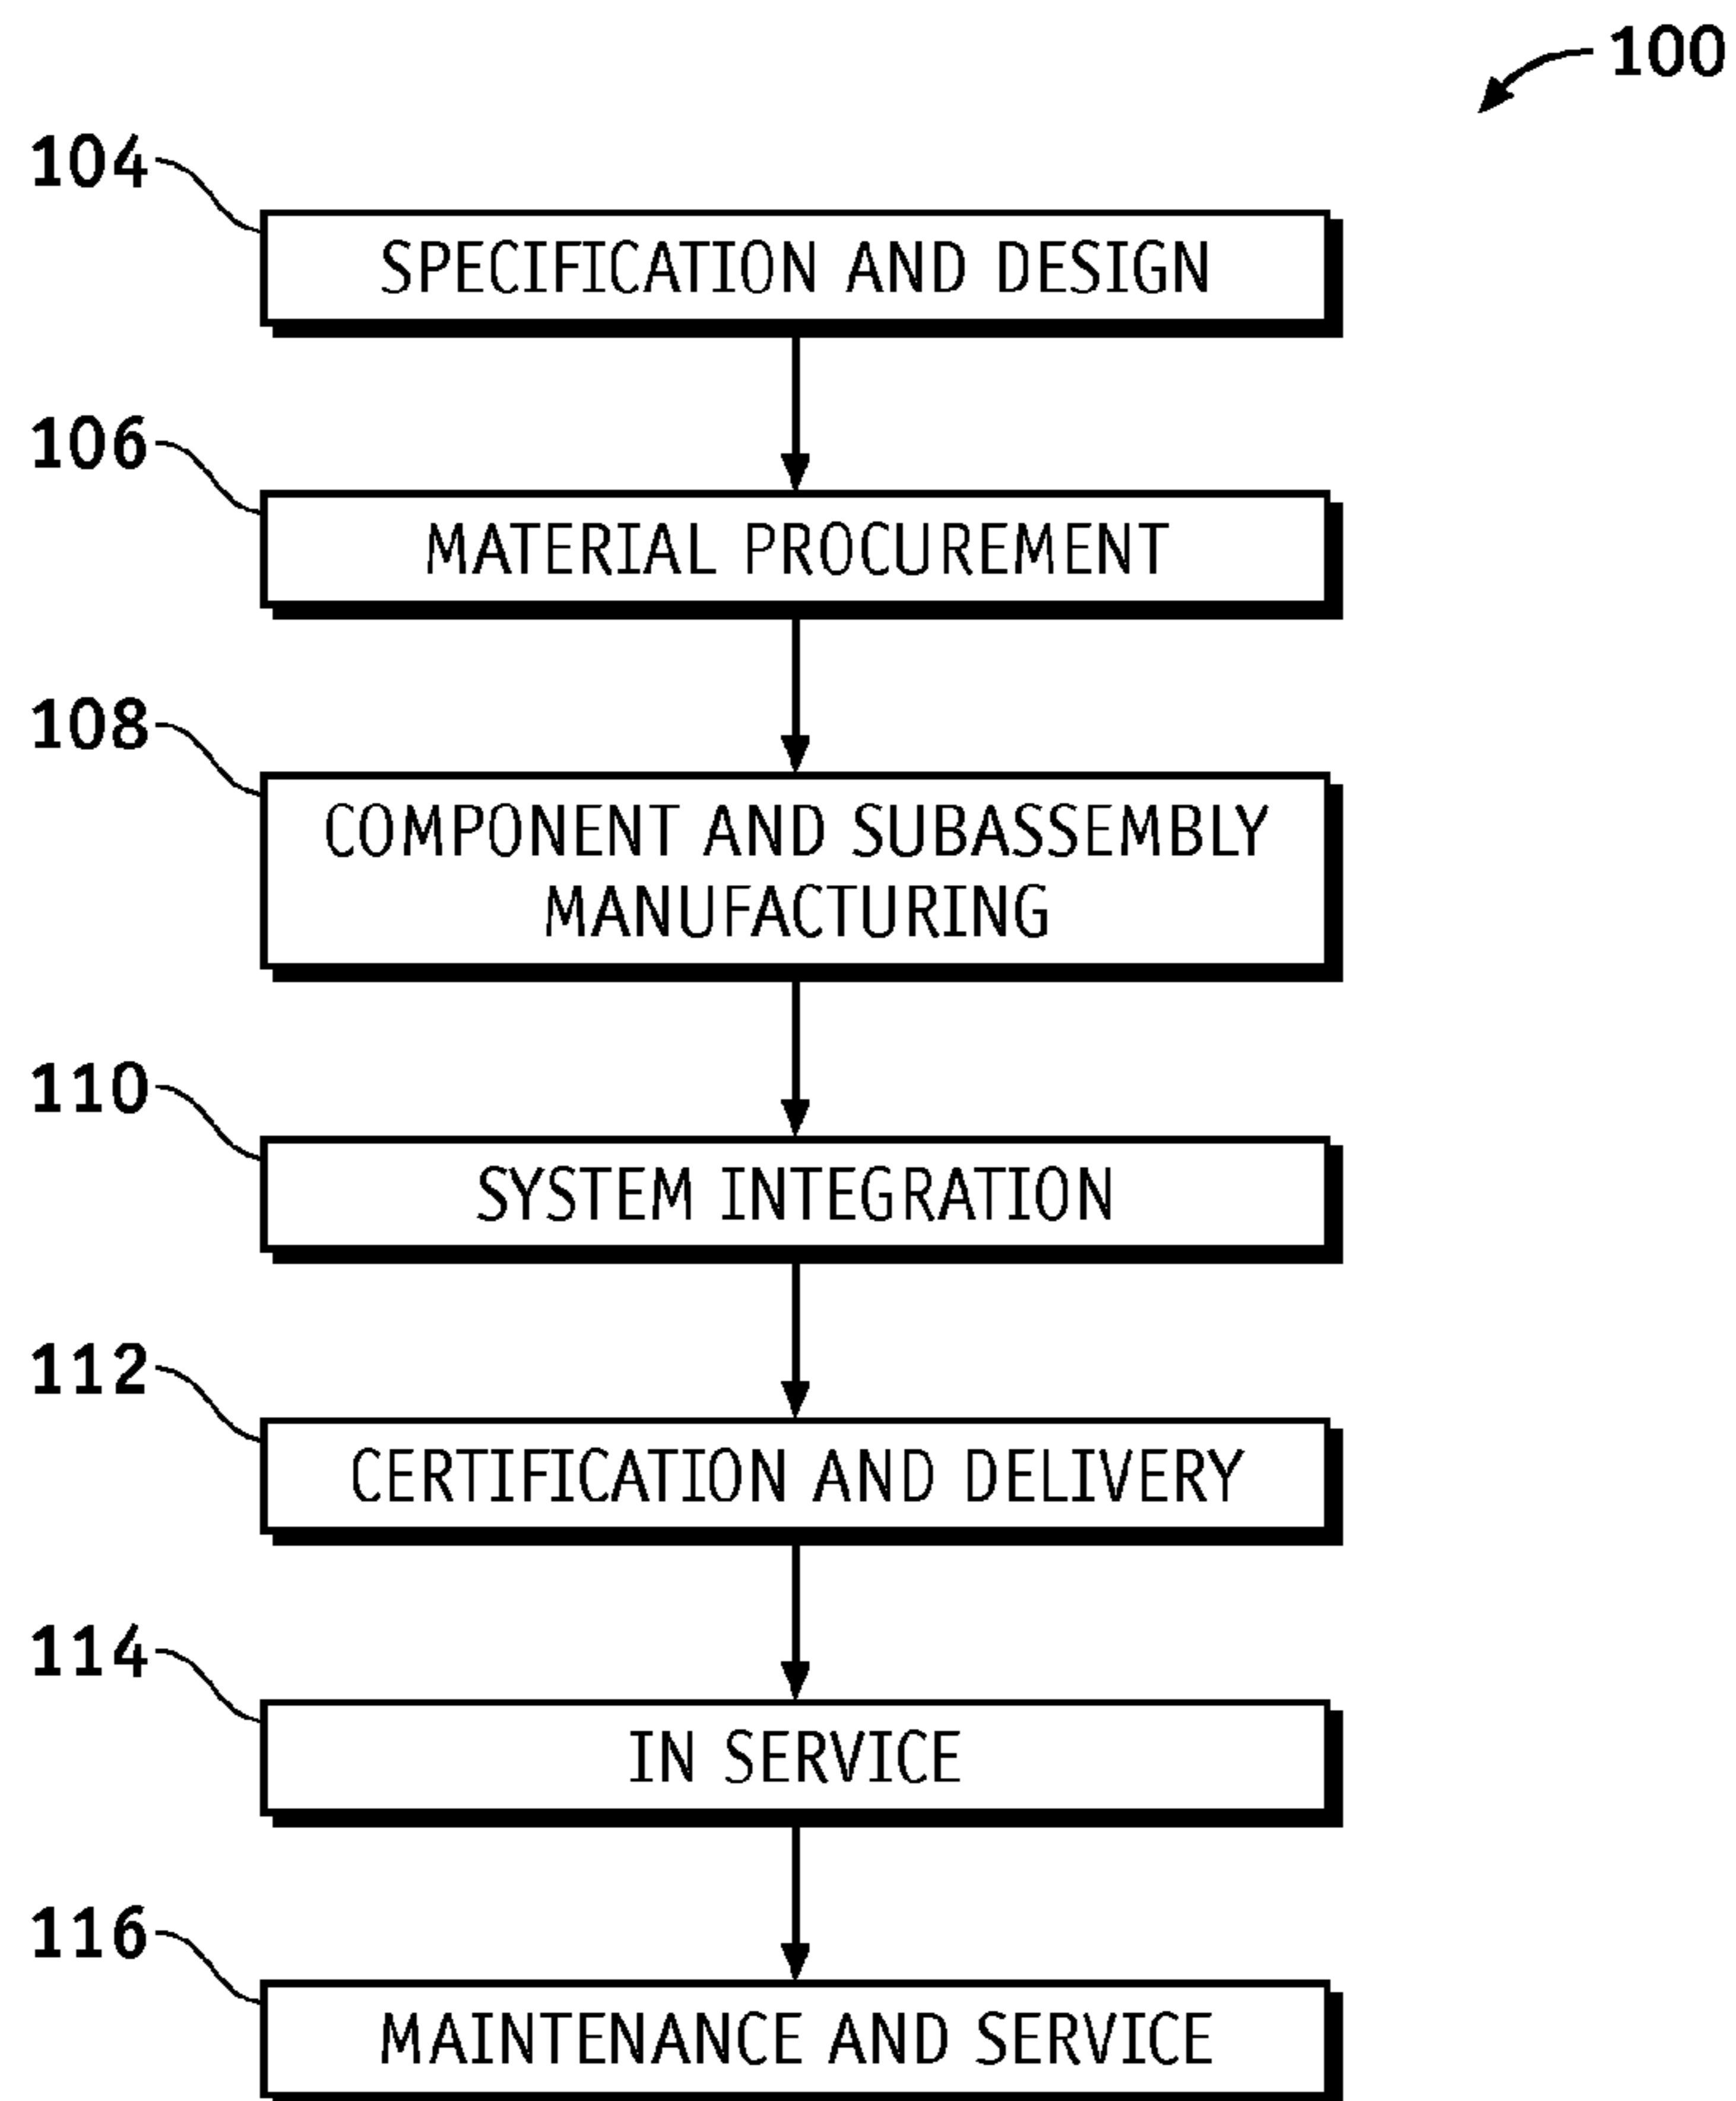 100
104
SPECIFICATION AND DESIGN
106
MATERIAL PROCUREMENT
108
COMPONENT AND SUBASSEMBLY
MANUFACTURING
110
SYSTEM INTEGRATION
112
CERTIFICATION AND DELIVERY
114
IN SERVICE
116
MAINTENANCE AND SERVICE